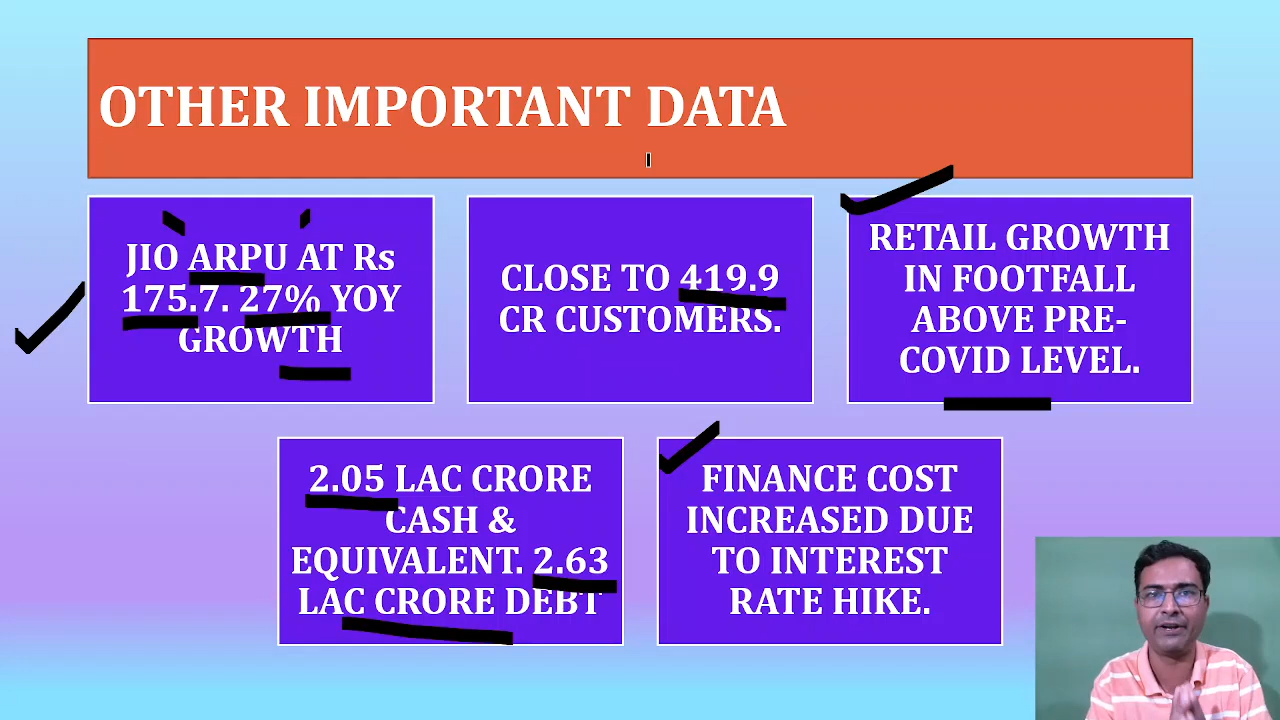 OTHER IMPORTANT DATA
JIO ARPU AT Rs
175.7. 27% YOY
GROWTH
CLOSE TO 419.9
CR CUSTOMERS.
RETAIL GROWTH
IN FOOTFALL
ABOVE PRE-
COVID LEVEL.
2.05 LAC CRORE
CASH &
EQUIVALENT. 2.63
LAC CRORE DEBT
FINANCE COST
INCREASED DUE
TO INTEREST
RATE HIKE.